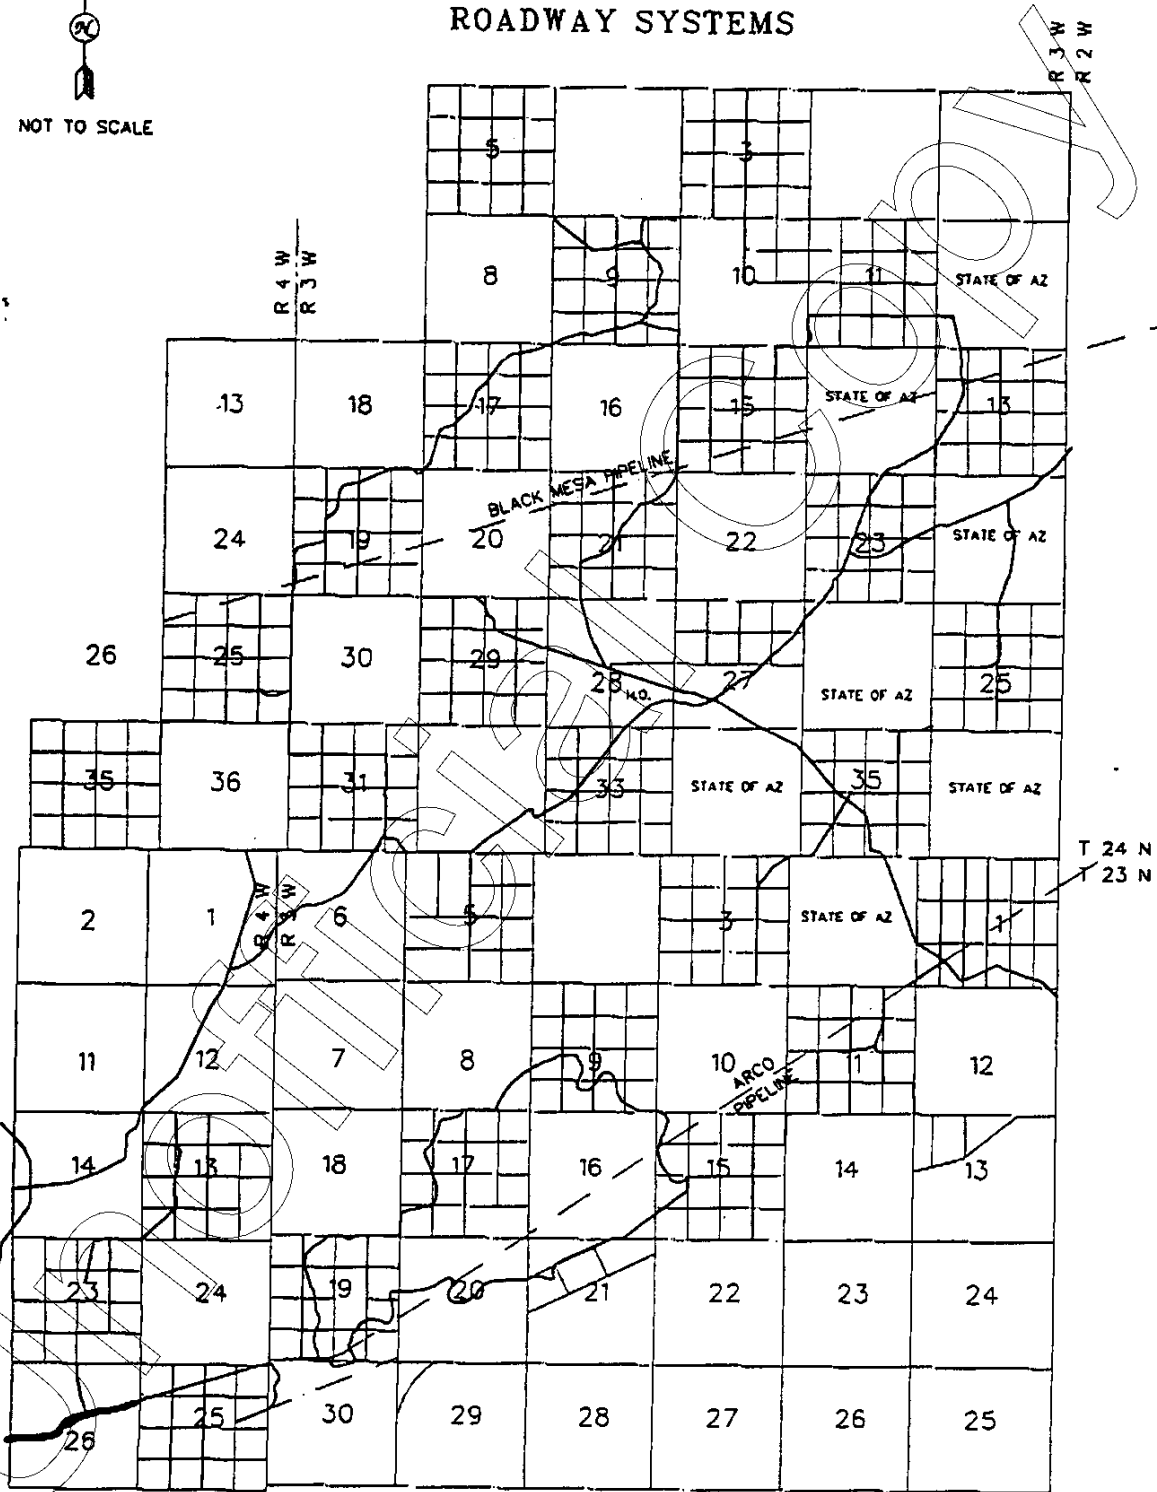 ROADWAY SYSTEMS
N
NOT TO SCALE
R 3 W
R 2 W
5
3
R 4 W
R 3 W
8
9
10
11
STATE OF AZ
13
18
17
16
15
STATE OF AZ
13
BLACK MESA PIPELINE
24
19
20
21
22
23
STATE OF AZ
26
25
30
29
28
H.Q.
27
STATE OF AZ
25
35
36
31
33
STATE OF AZ
35
STATE OF AZ
T 24 N
T 23 N
2
1
R 4 W
R 3 W
6
5
3
STATE OF AZ
1
11
12
7
8
9
10
ARCO
PIPELINE
11
12
14
13
18
17
16
15
14
13
23
24
19
20
21
22
23
24
26
25
30
29
28
27
26
25
Unofficial Copy